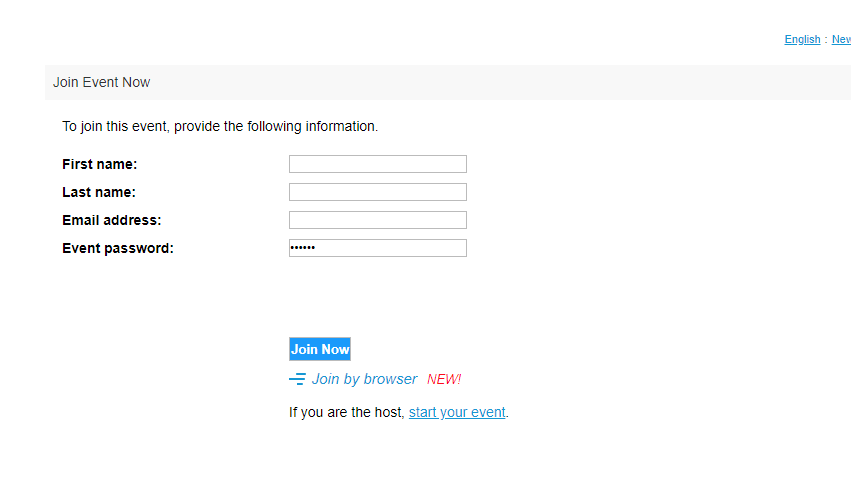 English : New
Join Event Now
To join this event, provide the following information.
First name:
Last name:
Email address:
Event password: ••••••
Join Now
Join by browser NEW!
If you are the host, start your event.